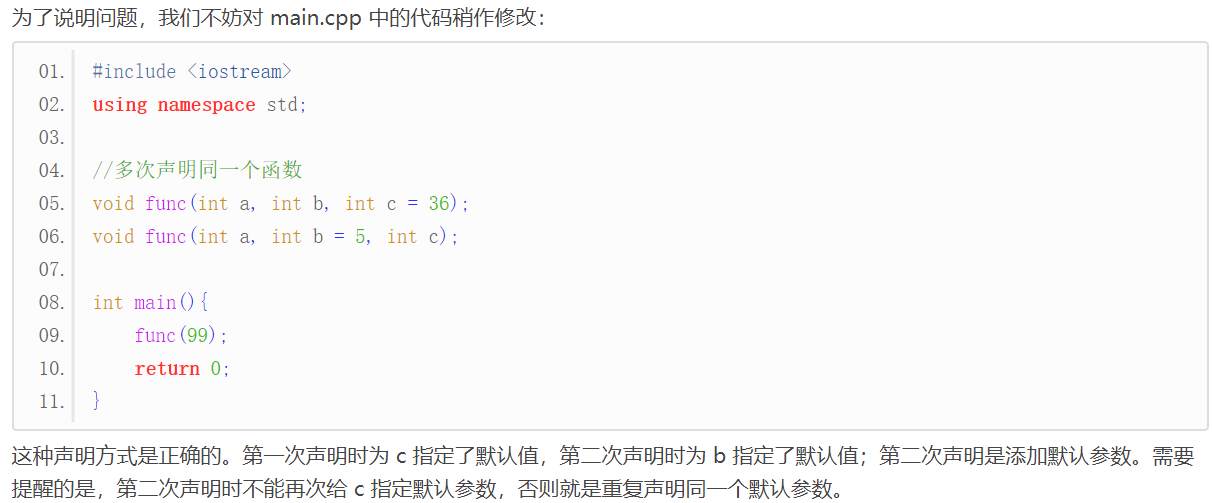 为了说明问题，我们不妨对 main.cpp 中的代码稍作修改：
01. #include <iostream>
02. using namespace std;
03.
04. //多次声明同一个函数
05. void func(int a, int b, int c = 36);
06. void func(int a, int b = 5, int c);
07.
08. int main(){
09.     func(99);
10.     return 0;
11. }
这种声明方式是正确的。第一次声明时为 c 指定了默认值，第二次声明时为 b 指定了默认值；第二次声明是添加默认参数。需要
提醒的是，第二次声明时不能再次给 c 指定默认参数，否则就是重复声明同一个默认参数。